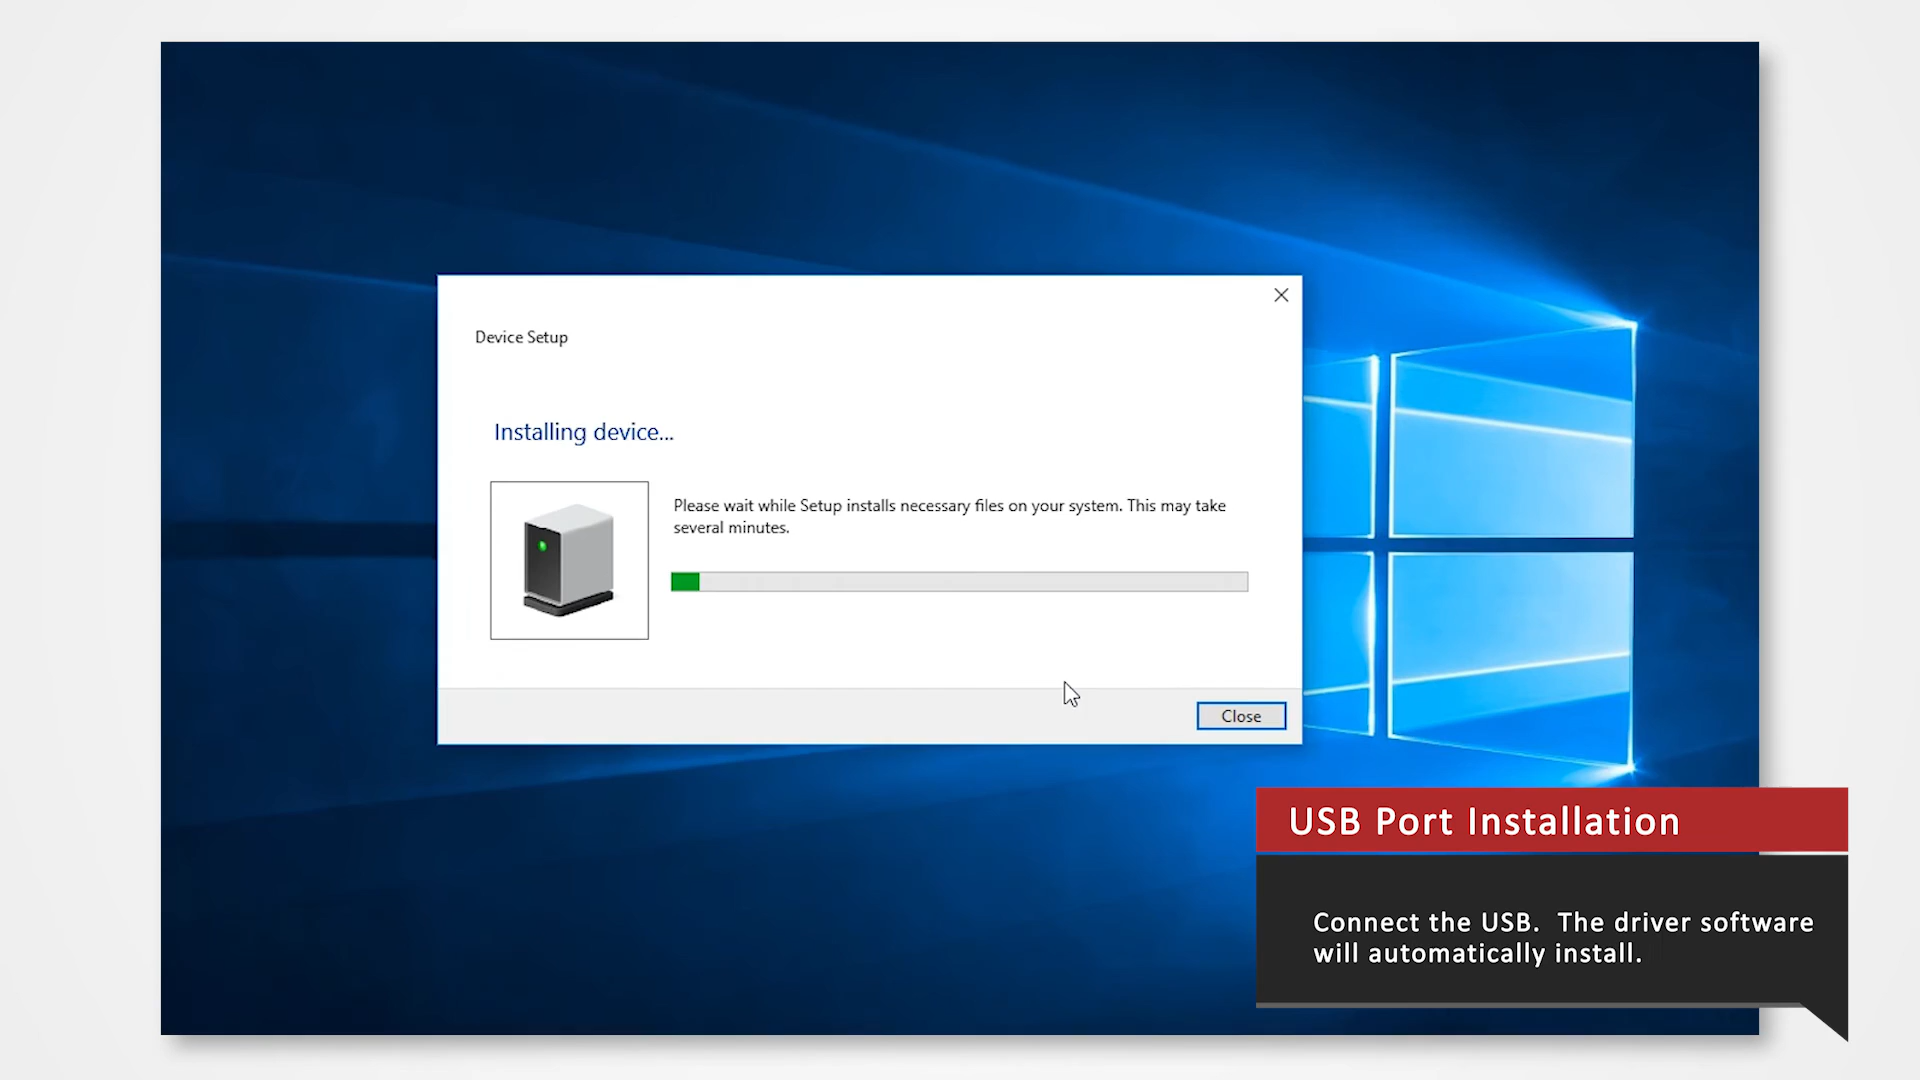 Device Setup
Installing device...
Please wait while Setup installs necessary files on your system. This may take
several minutes.
Close
USB Port Installation
Connect the USB.  The driver software
will automatically install.